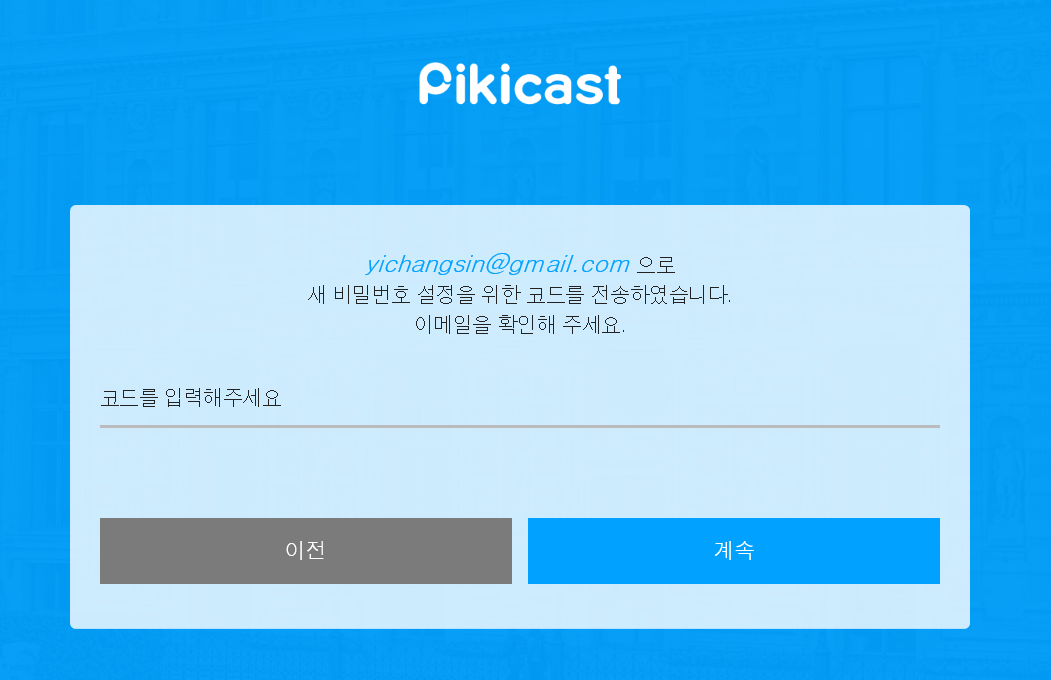 Pikicast
yichangsin@gmail.com 으로
새 비밀번호 설정을 위한 코드를 전송하였습니다.
이메일을 확인해 주세요.
코드를 입력해주세요
이전
계속